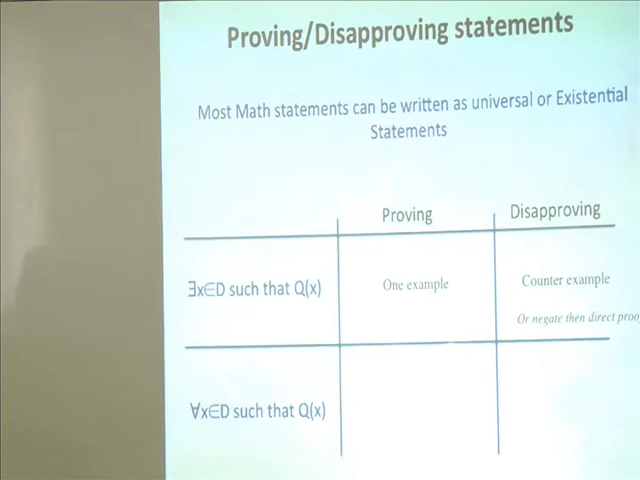 Proving/Disapproving statements
Most Math statements can be written as universal or Existential
Statements
Proving
Disapproving
∃x∈D such that Q(x)
One example
Counter example
Or negate then direct proo
∀x∈D such that Q(x)